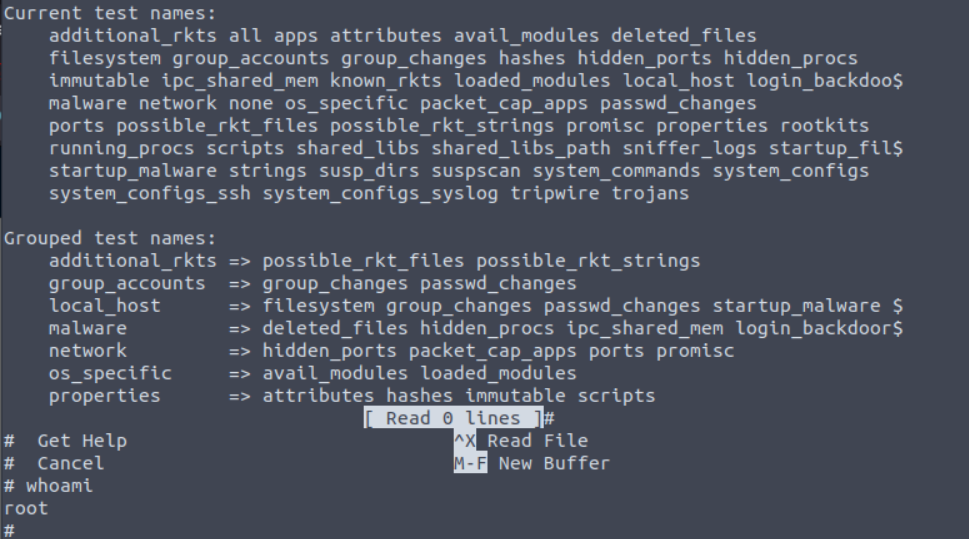 Current test names:
    additional_rkts all apps attributes avail_modules deleted_files
    filesystem group_accounts group_changes hashes hidden_ports hidden_procs
    immutable ipc_shared_mem known_rkts loaded_modules local_host login_backdoo$
    malware network none os_specific packet_cap_apps passwd_changes
    ports possible_rkt_files possible_rkt_strings promisc properties rootkits
    running_procs scripts shared_libs shared_libs_path sniffer_logs startup_fil$
    startup_malware strings susp_dirs suspscan system_commands system_configs
    system_configs_ssh system_configs_syslog tripwire trojans

Grouped test names:
    additional_rkts => possible_rkt_files possible_rkt_strings
    group_accounts  => group_changes passwd_changes
    local_host      => filesystem group_changes passwd_changes startup_malware $
    malware         => deleted_files hidden_procs ipc_shared_mem login_backdoor$
    network         => hidden_ports packet_cap_apps ports promisc
    os_specific     => avail_modules loaded_modules
    properties      => attributes hashes immutable scripts
[ Read 0 lines ]#
#  Get Help                             ^X Read File
#  Cancel                               M-F New Buffer
# whoami
root
#